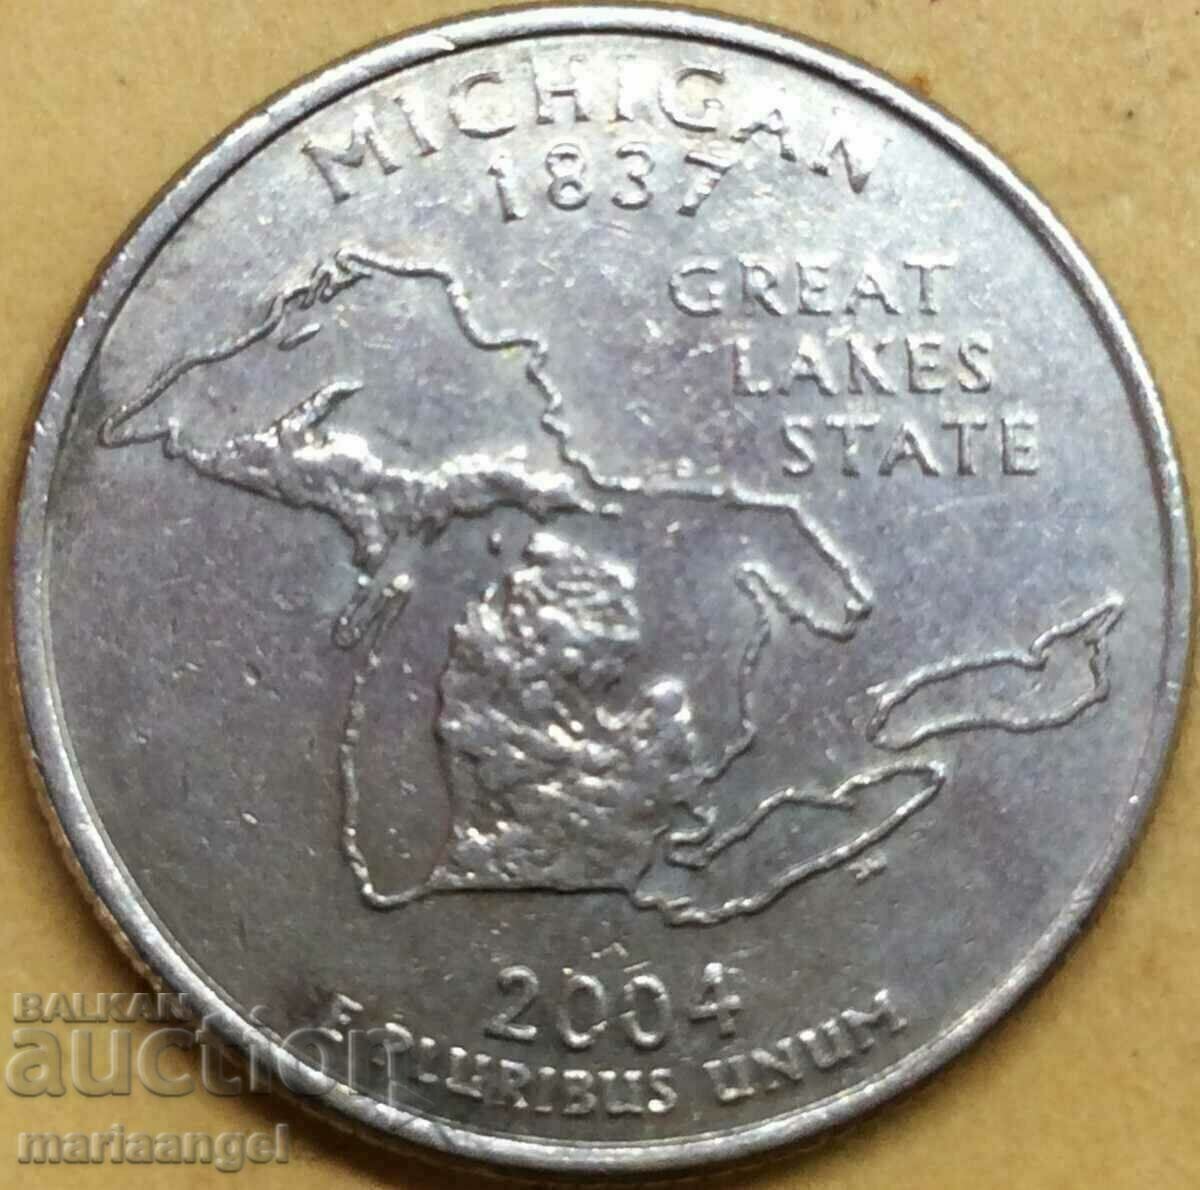 MICHIGAN
1837
GREAT
LAKES
STATE
2004
E PLURIBUS UNUM
BALKAN
auction
mariaangel